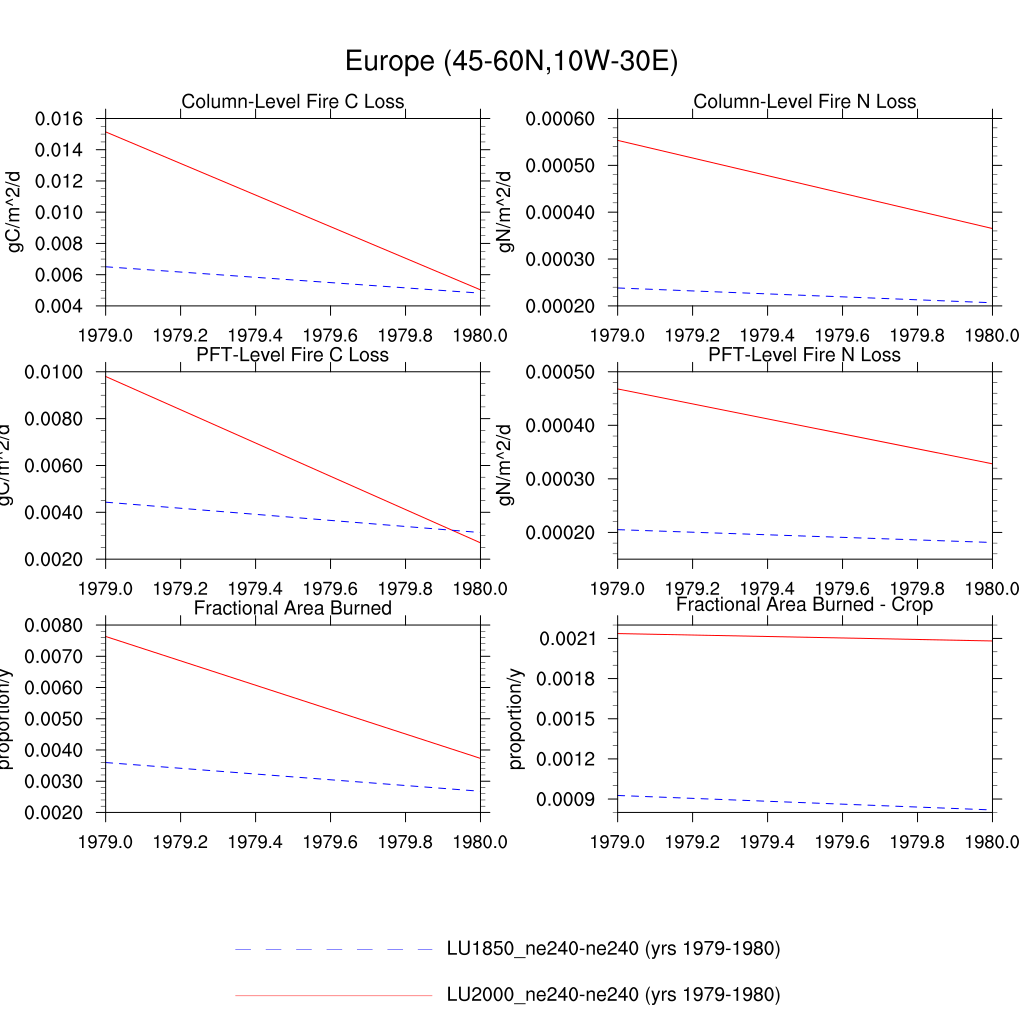 Europe (45-60N,10W-30E)
Column-Level Fire C Loss
gC/m^2/d
0.016
0.014
0.012
0.010
0.008
0.006
0.004
1979.0 1979.2 1979.4 1979.6 1979.8 1980.0
Column-Level Fire N Loss
gN/m^2/d
0.00060
0.00050
0.00040
0.00030
0.00020
1979.0 1979.2 1979.4 1979.6 1979.8 1980.0
PFT-Level Fire C Loss
gC/m^2/d
0.0100
0.0080
0.0060
0.0040
0.0020
1979.0 1979.2 1979.4 1979.6 1979.8 1980.0
PFT-Level Fire N Loss
gN/m^2/d
0.00050
0.00040
0.00030
0.00020
1979.0 1979.2 1979.4 1979.6 1979.8 1980.0
Fractional Area Burned
proportion/y
0.0080
0.0070
0.0060
0.0050
0.0040
0.0030
0.0020
1979.0 1979.2 1979.4 1979.6 1979.8 1980.0
Fractional Area Burned - Crop
proportion/y
0.0021
0.0018
0.0015
0.0012
0.0009
1979.0 1979.2 1979.4 1979.6 1979.8 1980.0
LU1850_ne240-ne240 (yrs 1979-1980)
LU2000_ne240-ne240 (yrs 1979-1980)